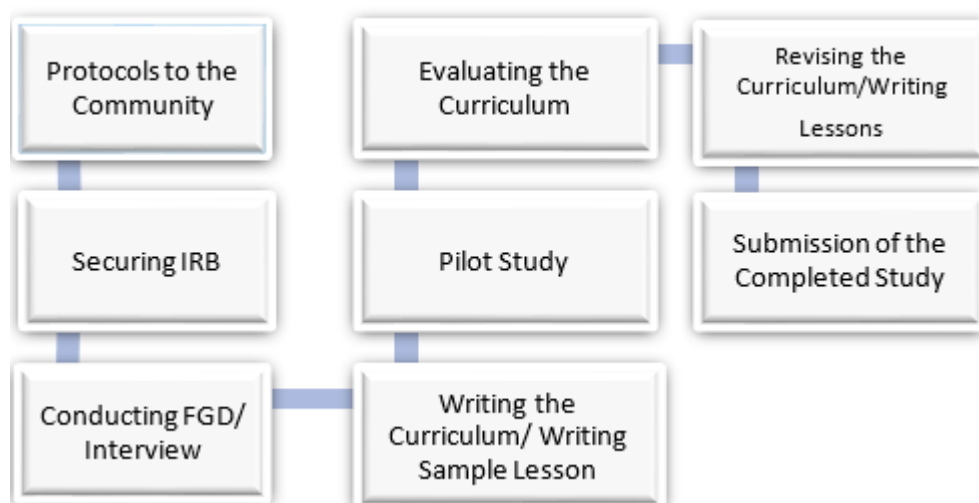 Protocols to the
Community
Securing IRB
Conducting FGD/
Interview
Writing the
Curriculum/ Writing
Sample Lesson
Pilot Study
Evaluating the
Curriculum
Revising the
Curriculum/Writing
Lessons
Submission of the
Completed Study